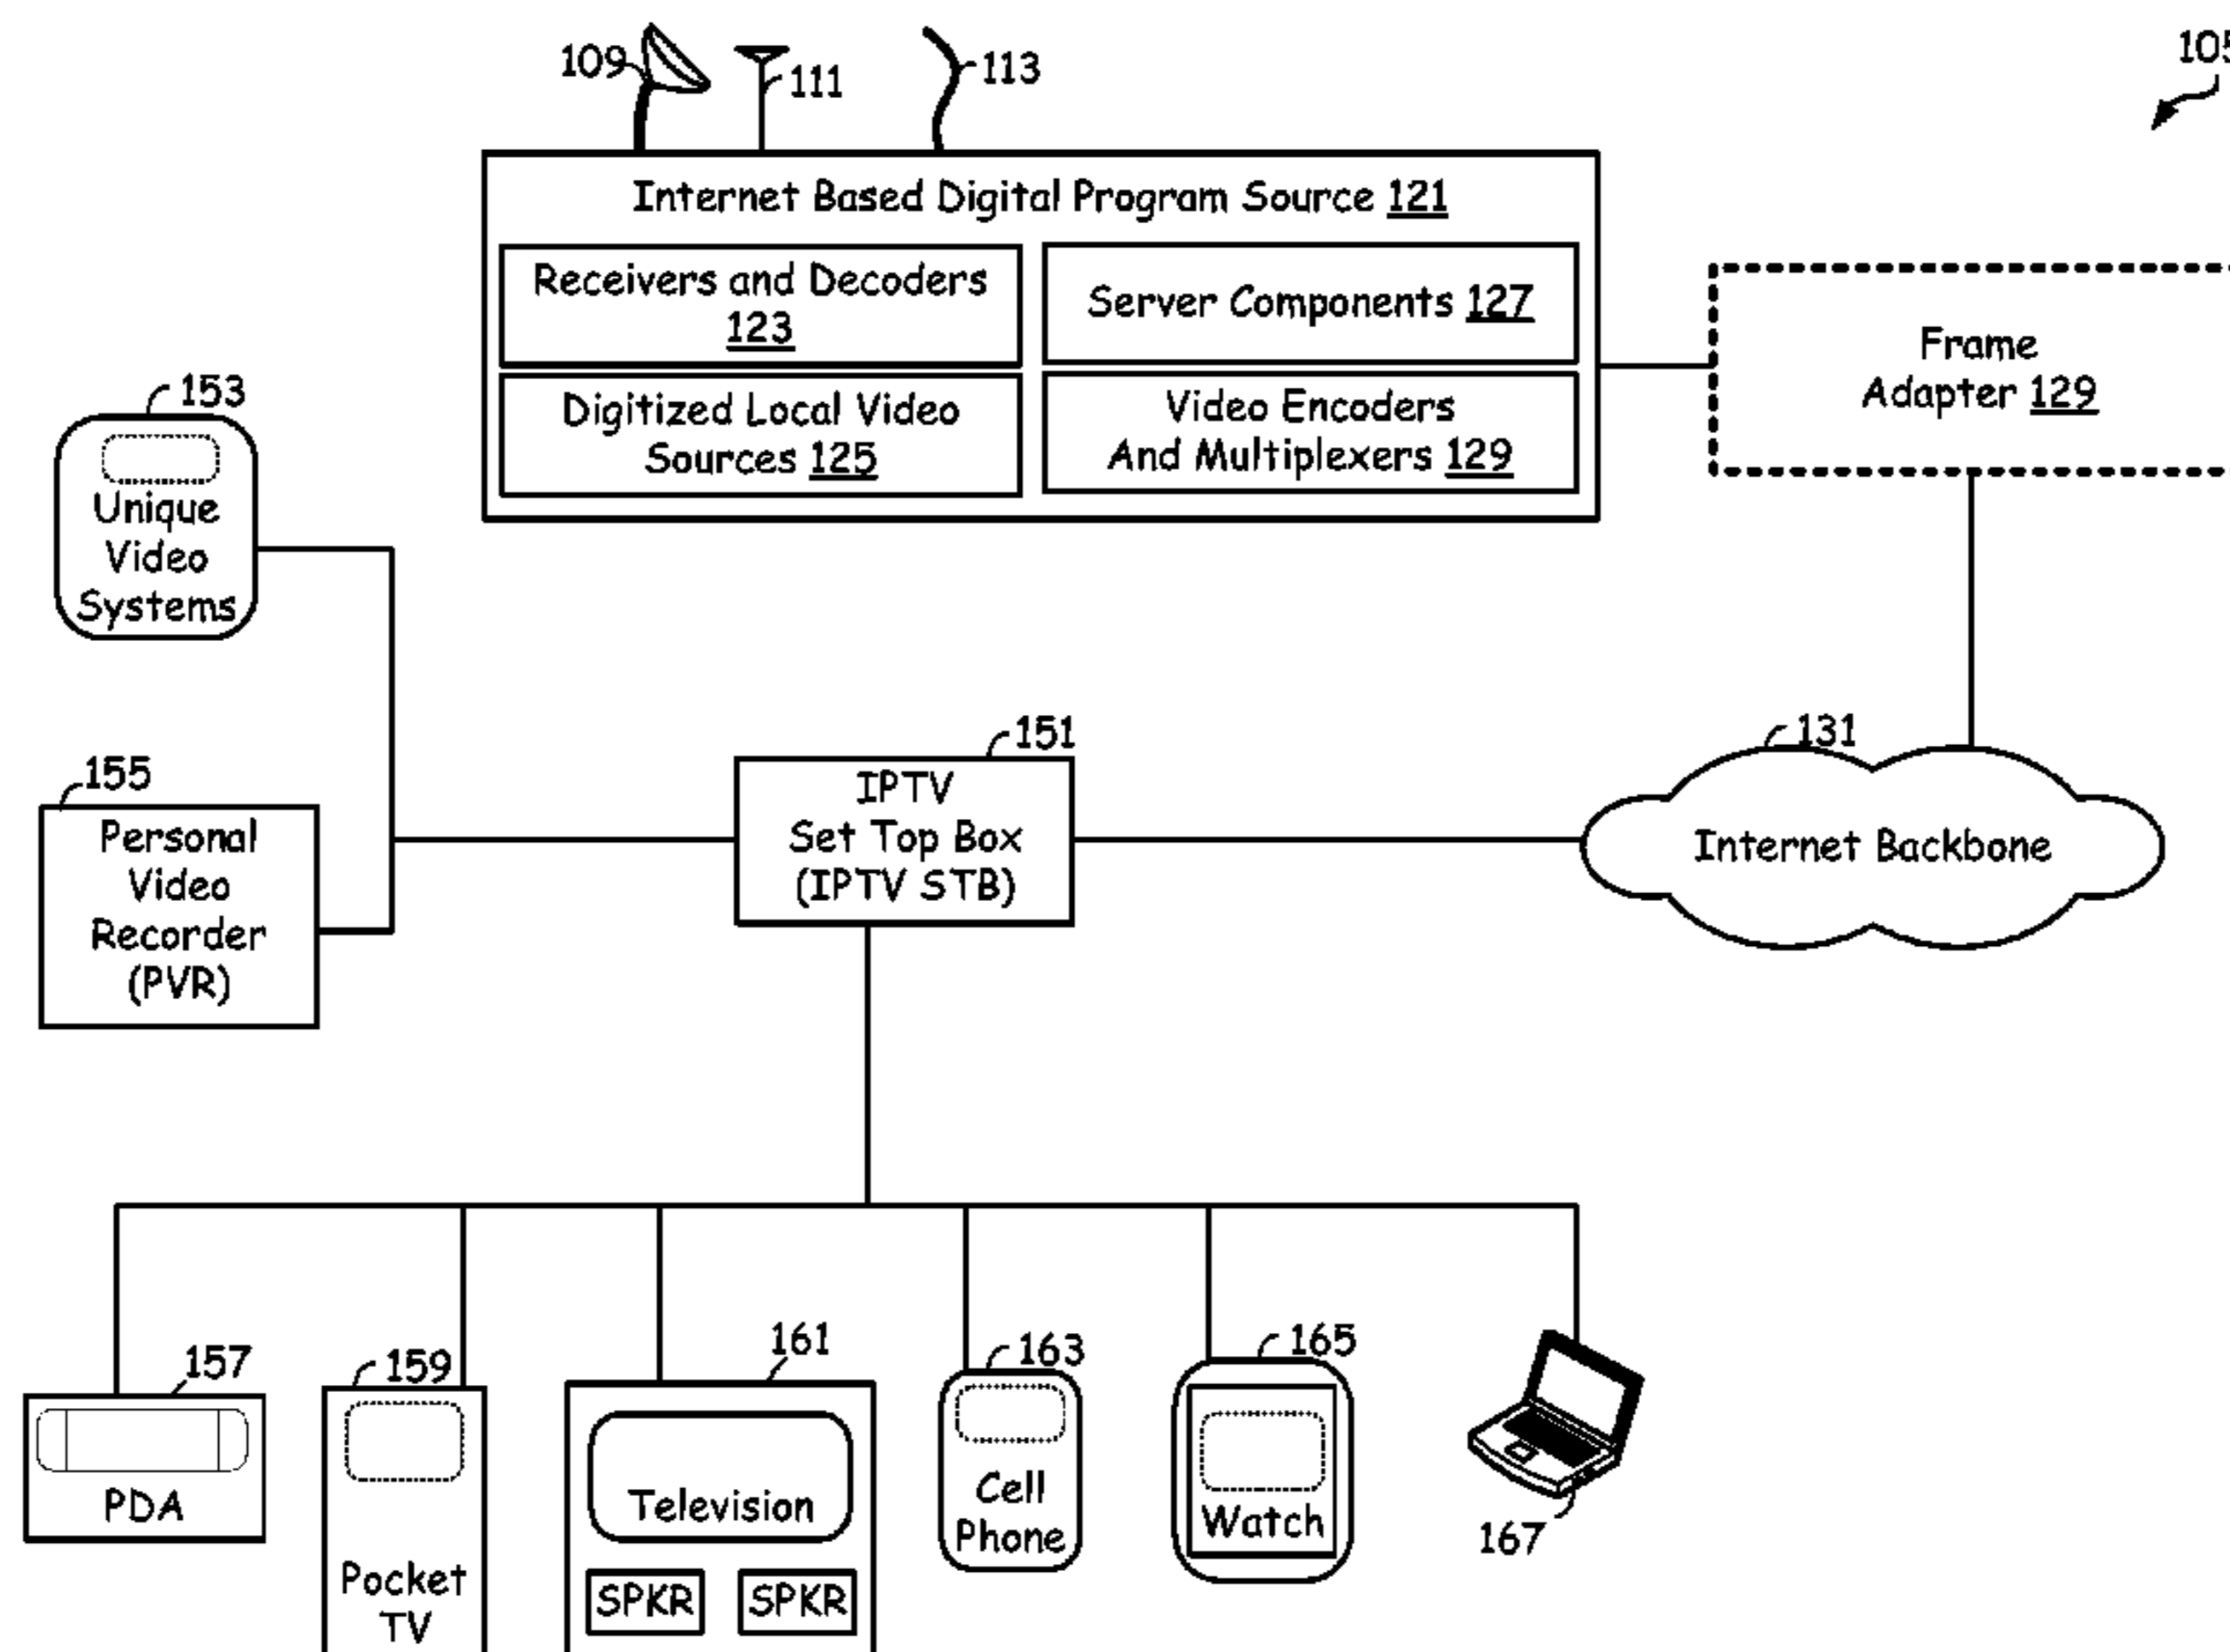 109
111
113
105
Internet Based Digital Program Source 121
Receivers and Decoders
123
Server Components 127
Digitized Local Video
Sources 125
Video Encoders
And Multiplexers 129
Frame
Adapter 129
153
Unique
Video
Systems
155
Personal
Video
Recorder
(PVR)
151
IPTV
Set Top Box
(IPTV STB)
131
Internet Backbone
157
PDA
159
Pocket
TV
161
Television
SPKR
SPKR
163
Cell
Phone
165
Watch
167